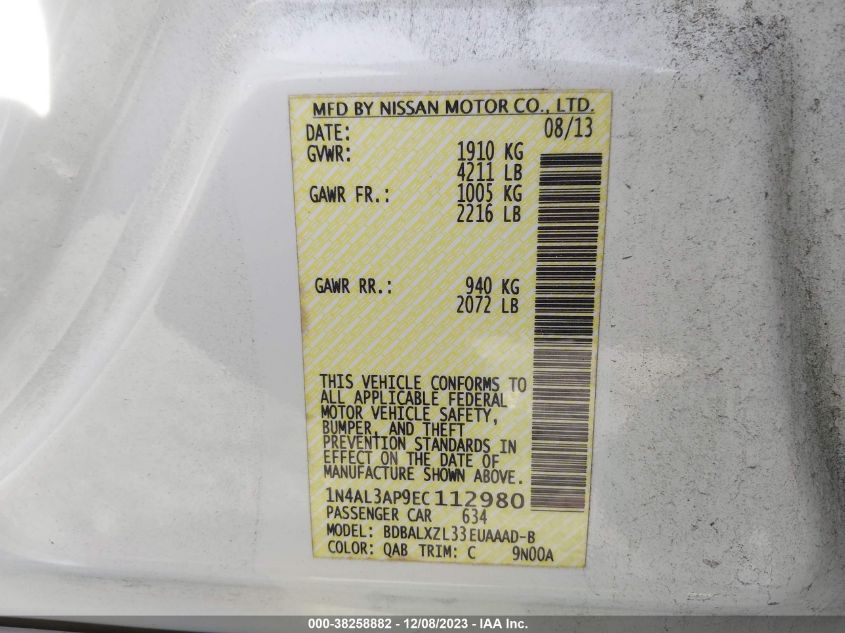 MFD BY NISSAN MOTOR CO., LTD.
DATE: 08/13
GVWR: 1910 KG
4211 LB
GAWR FR.: 1005 KG
2216 LB
GAWR RR.: 940 KG
2072 LB
THIS VEHICLE CONFORMS TO
ALL APPLICABLE FEDERAL
MOTOR VEHICLE SAFETY,
BUMPER, AND THEFT
PREVENTION STANDARDS IN
EFFECT ON THE DATE OF
MANUFACTURE SHOWN ABOVE.
1N4AL3AP9EC112980
PASSENGER CAR 634
MODEL: BDBALXZL33EUAAAD-B
COLOR: QAB TRIM: C 9N00A
000-38258882 - 12/08/2023 - IAA Inc.